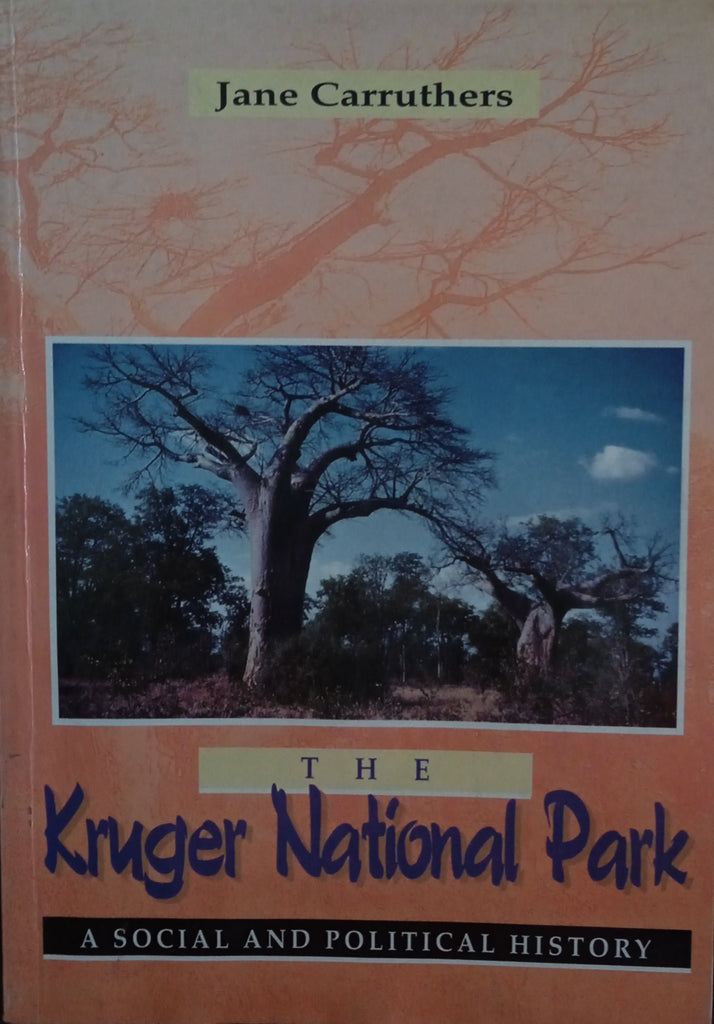 Jane Carruthers
THE
Kruger National Park
A SOCIAL AND POLITICAL HISTORY